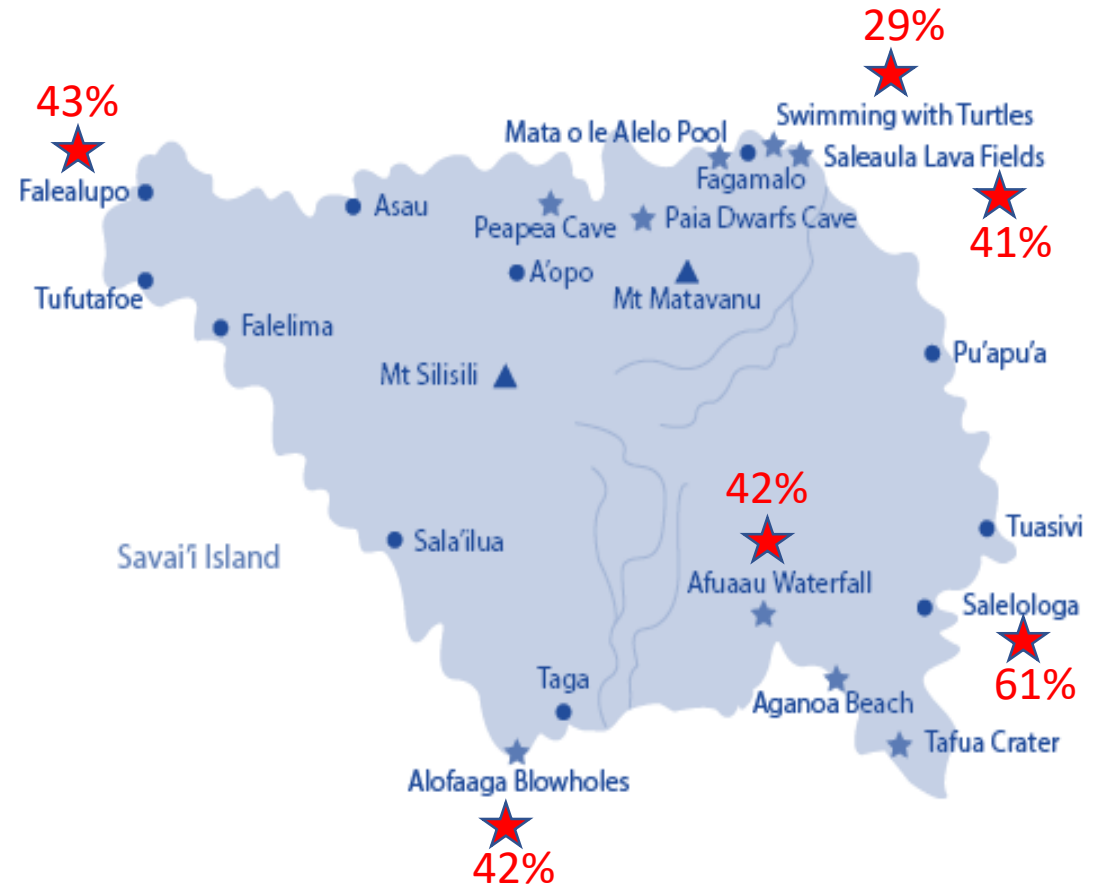 29%
43%
Swimming with Turtles
Mata o le Alelo Pool
Saleaula Lava Fields
Fagamalo
Falealupo
Asau
Peapea Cave
Paia Dwarfs Cave
41%
A'opo
Tufutafoe
Mt Matavanu
Falelima
Pu'apu'a
Mt Silisili
42%
Tuasivi
Sala'ilua
Savai'i Island
Afuaau Waterfall
Salelologa
Taga
61%
Aganoa Beach
Tafua Crater
Alofaaga Blowholes
42%